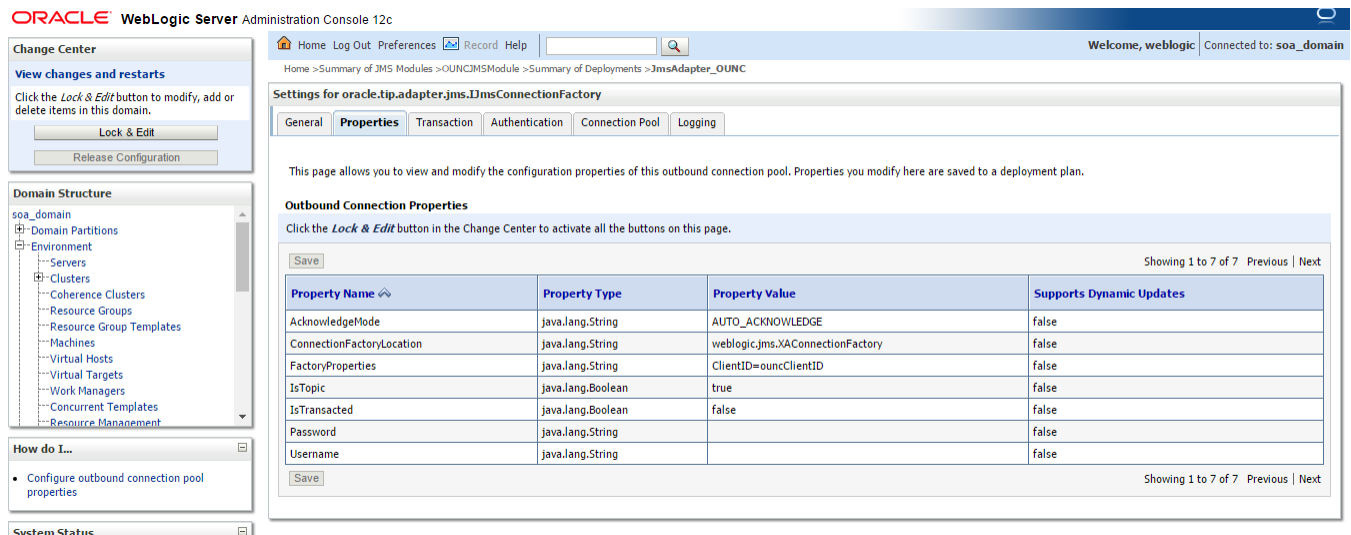 ORACLE WebLogic Server Administration Console 12c
Change Center
View changes and restarts
Click the Lock & Edit button to modify, add or
delete items in this domain.
Lock & Edit
Release Configuration
Domain Structure
soa_domain
Domain Partitions
Environment
Servers
Clusters
Coherence Clusters
Resource Groups
Resource Group Templates
Machines
Virtual Hosts
Virtual Targets
Work Managers
Concurrent Templates
Resource Management
How do I...
Configure outbound connection pool
properties
System Status
Home Log Out Preferences Record Help
Welcome, weblogic Connected to: soa_domain
Home >Summary of JMS Modules >OUNCJMSModule >Summary of Deployments >JmsAdapter_OUNC
Settings for oracle.tip.adapter.jms.IJmsConnectionFactory
General Properties Transaction Authentication Connection Pool Logging
This page allows you to view and modify the configuration properties of this outbound connection pool. Properties you modify here are saved to a deployment plan.
Outbound Connection Properties
Click the Lock & Edit button in the Change Center to activate all the buttons on this page.
Save Showing 1 to 7 of 7 Previous | Next
Property Name Property Type Property Value Supports Dynamic Updates
AcknowledgeMode java.lang.String AUTO_ACKNOWLEDGE false
ConnectionFactoryLocation java.lang.String weblogic.jms.XAConnectionFactory false
FactoryProperties java.lang.String ClientID=ouncClientID false
IsTopic java.lang.Boolean true false
IsTransacted java.lang.Boolean false false
Password java.lang.String false
Username java.lang.String false
Save Showing 1 to 7 of 7 Previous | Next